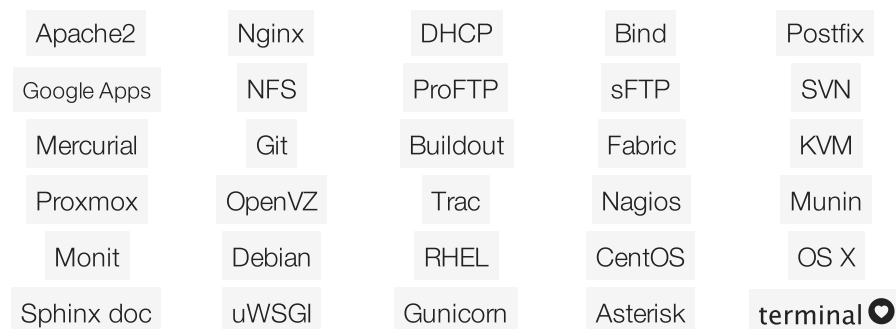 Apache2 Nginx DHCP Bind Postfix
Google Apps NFS ProFTP sFTP SVN
Mercurial Git Buildout Fabric KVM
Proxmox OpenVZ Trac Nagios Munin
Monit Debian RHEL CentOS OS X
Sphinx doc uWSGI Gunicorn Asterisk terminal